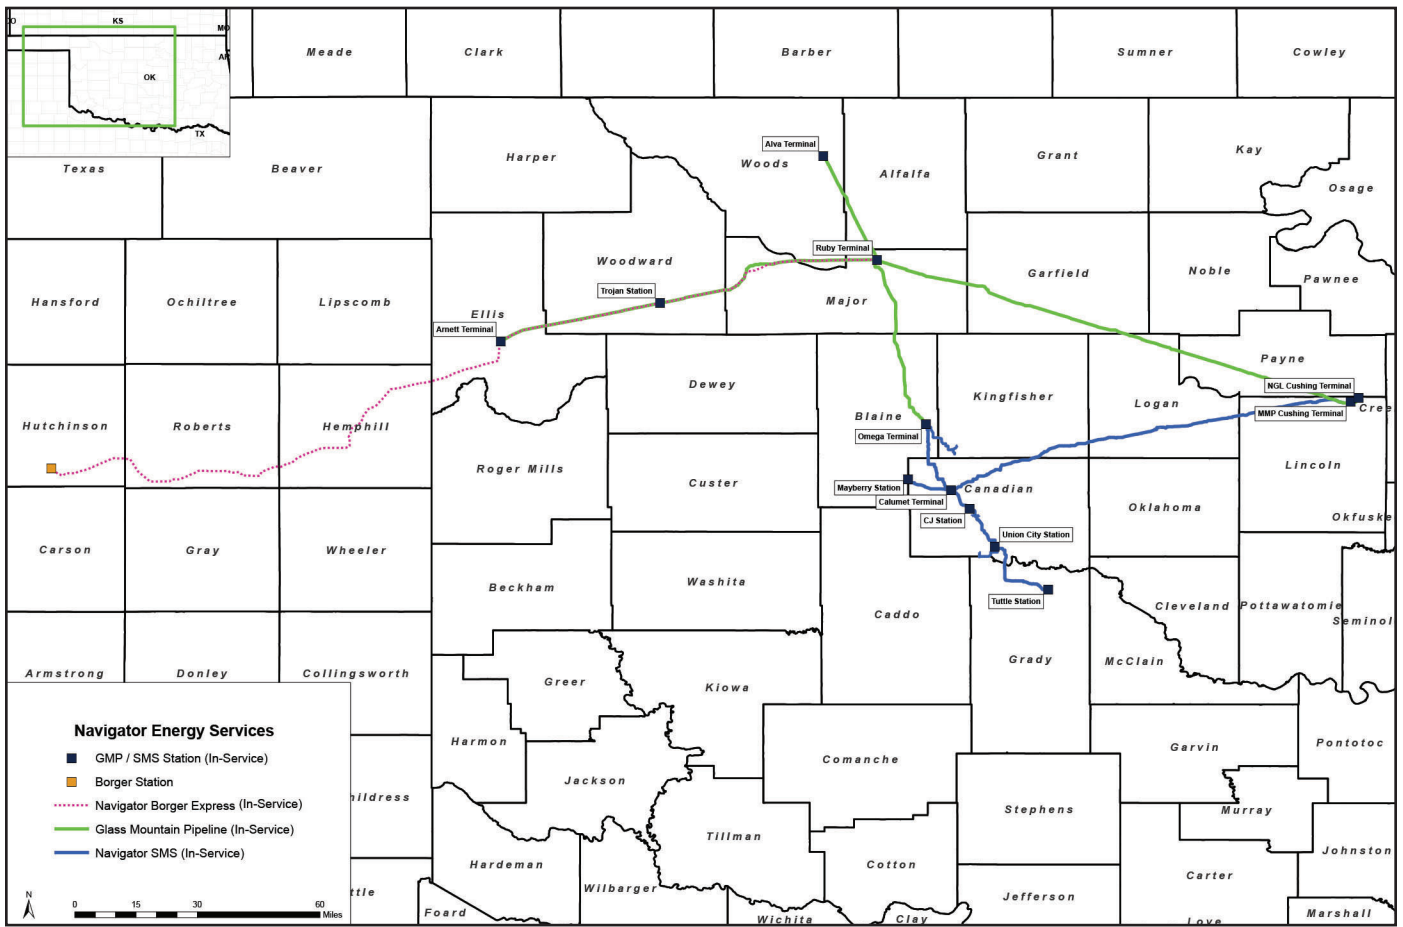 KS
MO
OK
TX
Meade
Clark
Barber
Sumner
Cowley
Texas
Beaver
Harper
Alva Terminal
Woods
Alfalfa
Grant
Kay
Osage
Woodward
Ruby Terminal
Garfield
Noble
Pawnee
Hansford
Ochiltree
Lipscomb
Ellis
Trojan Station
Major
Arnett Terminal
Payne
Dewey
NGL Cushing Terminal
Kingfisher
Logan
MMP Cushing Terminal
Cree
Hutchinson
Roberts
Hemphill
Blaine
Omega Terminal
Roger Mills
Custer
Lincoln
Mayberry Station
Canadian
Calumet Terminal
Oklahoma
CJ Station
Okfuske
Carson
Gray
Wheeler
Union City Station
Beckham
Washita
Tuttle Station
Caddo
Cleveland
Pottawatomie
Seminol
Armstrong
Donley
Collingsworth
Greer
Kiowa
Grady
McClain
Harmon
Jackson
Comanche
Garvin
Pontotoc
hildress
Stephens
Murray
Tillman
Hardeman
Wilbarger
Cotton
Carter
Johnston
ttle
Jefferson
Foard
Wichita
Clay
Love
Marshall
Navigator Energy Services
GMP / SMS Station (In-Service)
Borger Station
Navigator Borger Express (In-Service)
Glass Mountain Pipeline (In-Service)
Navigator SMS (In-Service)
N
0 15 30 60
Miles